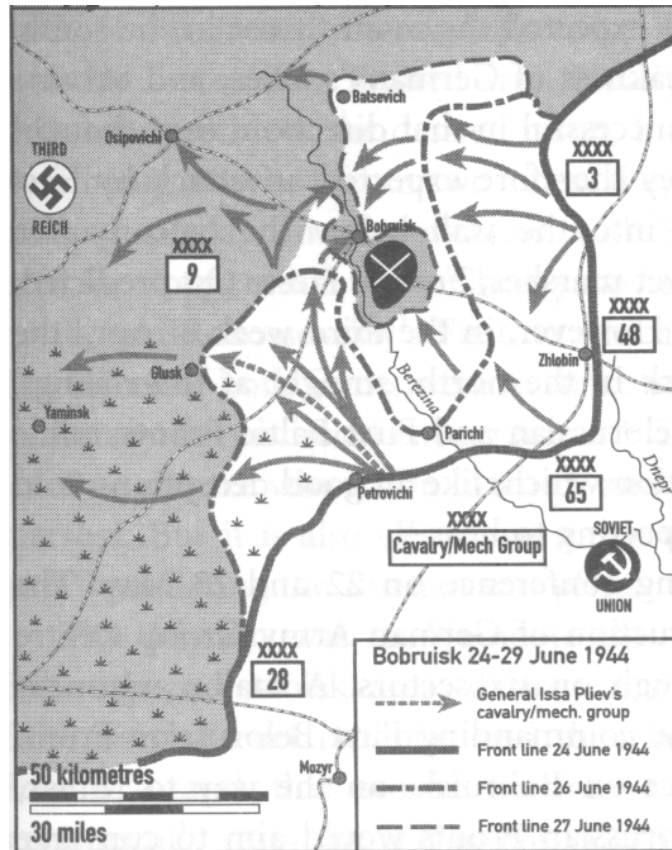 Batsevich
Osipovichi
THIRD
REICH
XXXX
3
XXXX
9
Bobruisk
XXXX
48
Zhlobin
Glusk
Yaminsk
Berezina
Parichi
Dnepr
Petrovichi
XXXX
65
XXXX
Cavalry/Mech Group
SOVIET
UNION
XXXX
28
Mozyr
50 kilometres
30 miles
Bobruisk 24-29 June 1944
General Issa Pliev's
cavalry/mech. group
Front line 24 June 1944
Front line 26 June 1944
Front line 27 June 1944